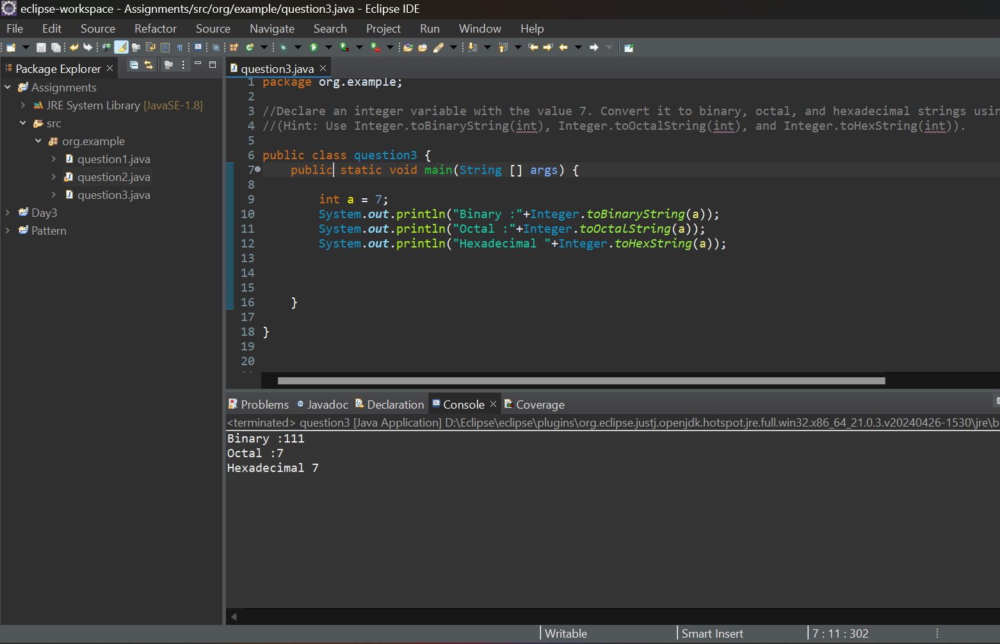 eclipse-workspace - Assignments/src/org/example/question3.java - Eclipse IDE
File Edit Source Refactor Source Navigate Search Project Run Window Help
Package Explorer
Assignments
JRE System Library [JavaSE-1.8]
src
org.example
question1.java
question2.java
question3.java
Day3
Pattern
question3.java
1 package org.example;
2
3 //Declare an integer variable with the value 7. Convert it to binary, octal, and hexadecimal strings
4 //(Hint: Use Integer.toBinaryString(int), Integer.toOctalString(int), and Integer.toHexString(int)).
5
6 public class question3 {
7 public static void main(String [] args) {
8
9 int a = 7;
10 System.out.println("Binary :"+Integer.toBinaryString(a));
11 System.out.println("Octal :"+Integer.toOctalString(a));
12 System.out.println("Hexadecimal "+Integer.toHexString(a));
13
14
15
16 }
17
18 }
19
20
Problems Javadoc Declaration Console Coverage
<terminated> question3 [Java Application] D:\Eclipse\eclipse\plugins\org.eclipse.justj.openjdk.hotspot.jre.full.win32.x86_64_21.0.3.v20240426-1530\jre\b
Binary :111
Octal :7
Hexadecimal 7
Writable Smart Insert 7 : 11 : 302